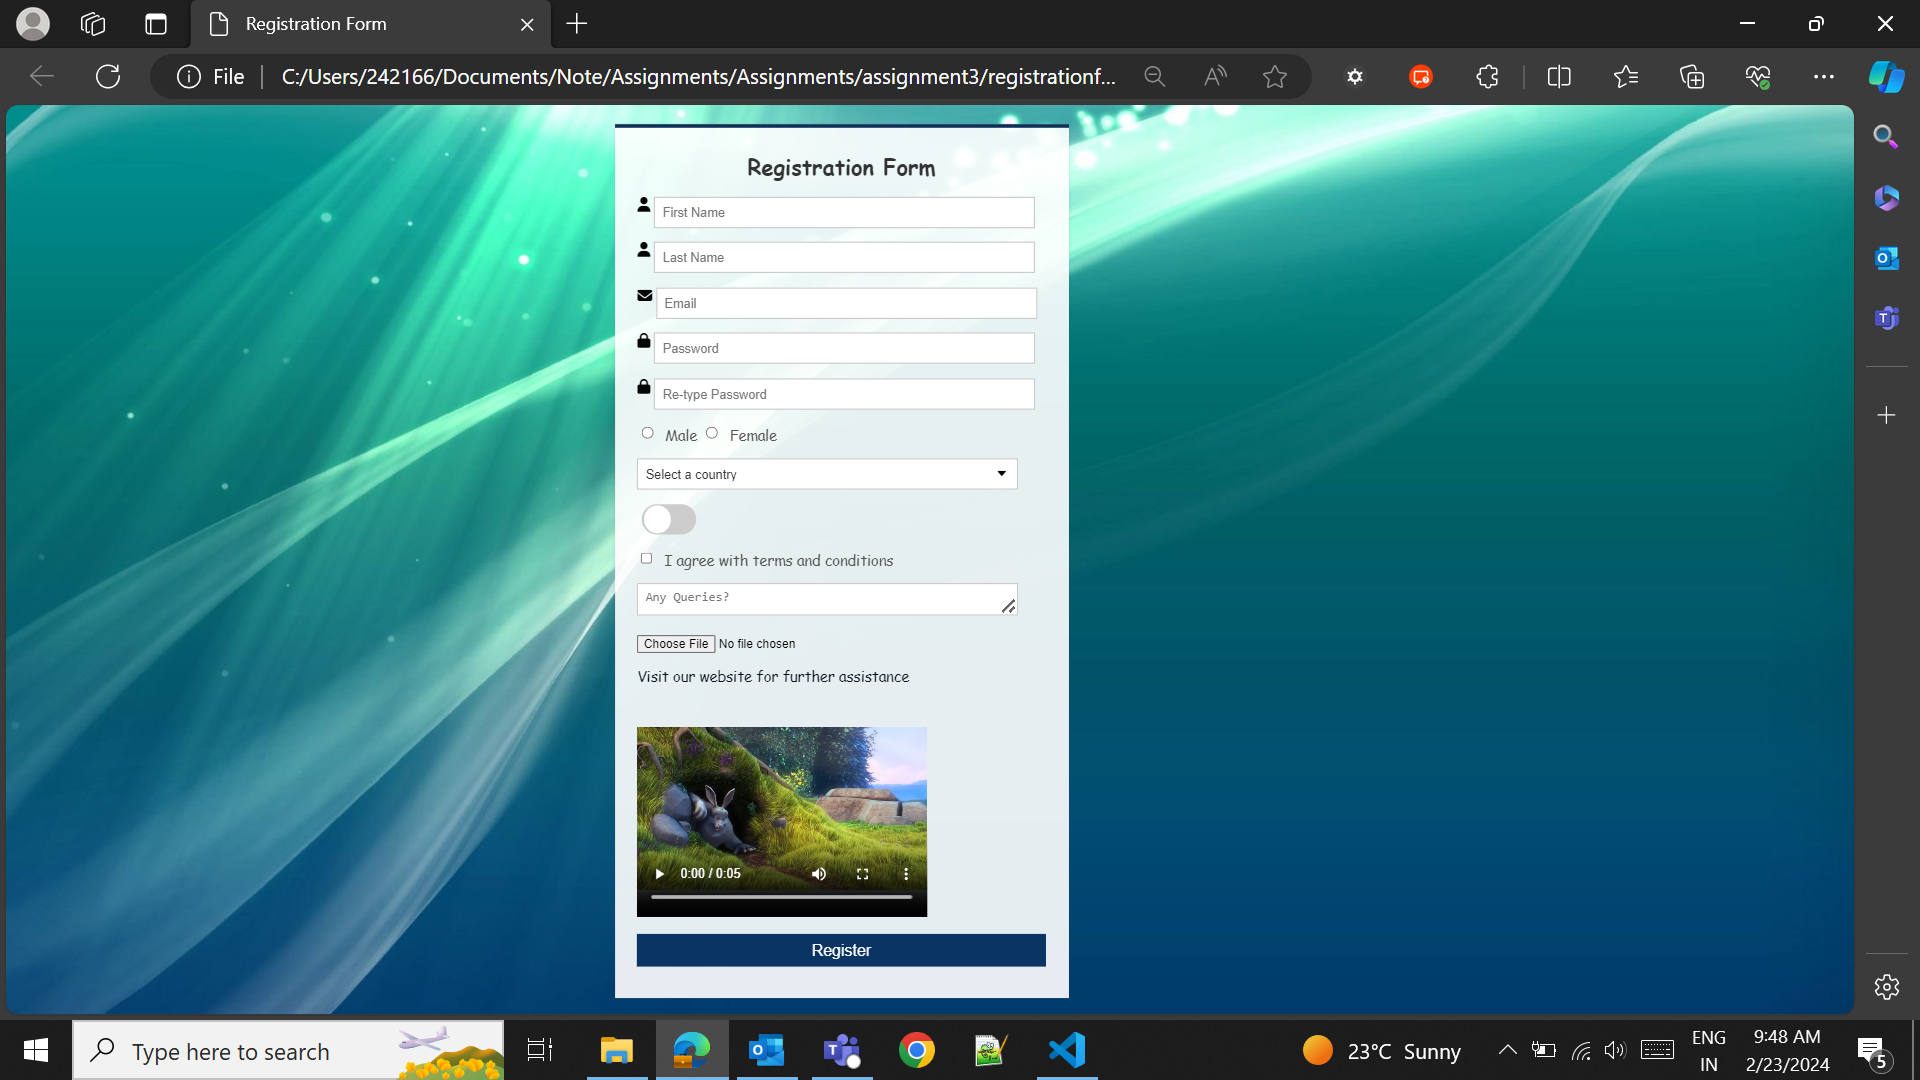 Registration Form
File
C:/Users/242166/Documents/Note/Assignments/Assignments/assignment3/registrationf...
Registration Form
First Name
Last Name
Email
Password
Re-type Password
Male Female
Select a country
I agree with terms and conditions
Any Queries?
Choose File No file chosen
Visit our website for further assistance
0:00 / 0:05
Register
Type here to search
23°C Sunny
ENG
IN
9:48 AM
2/23/2024
5